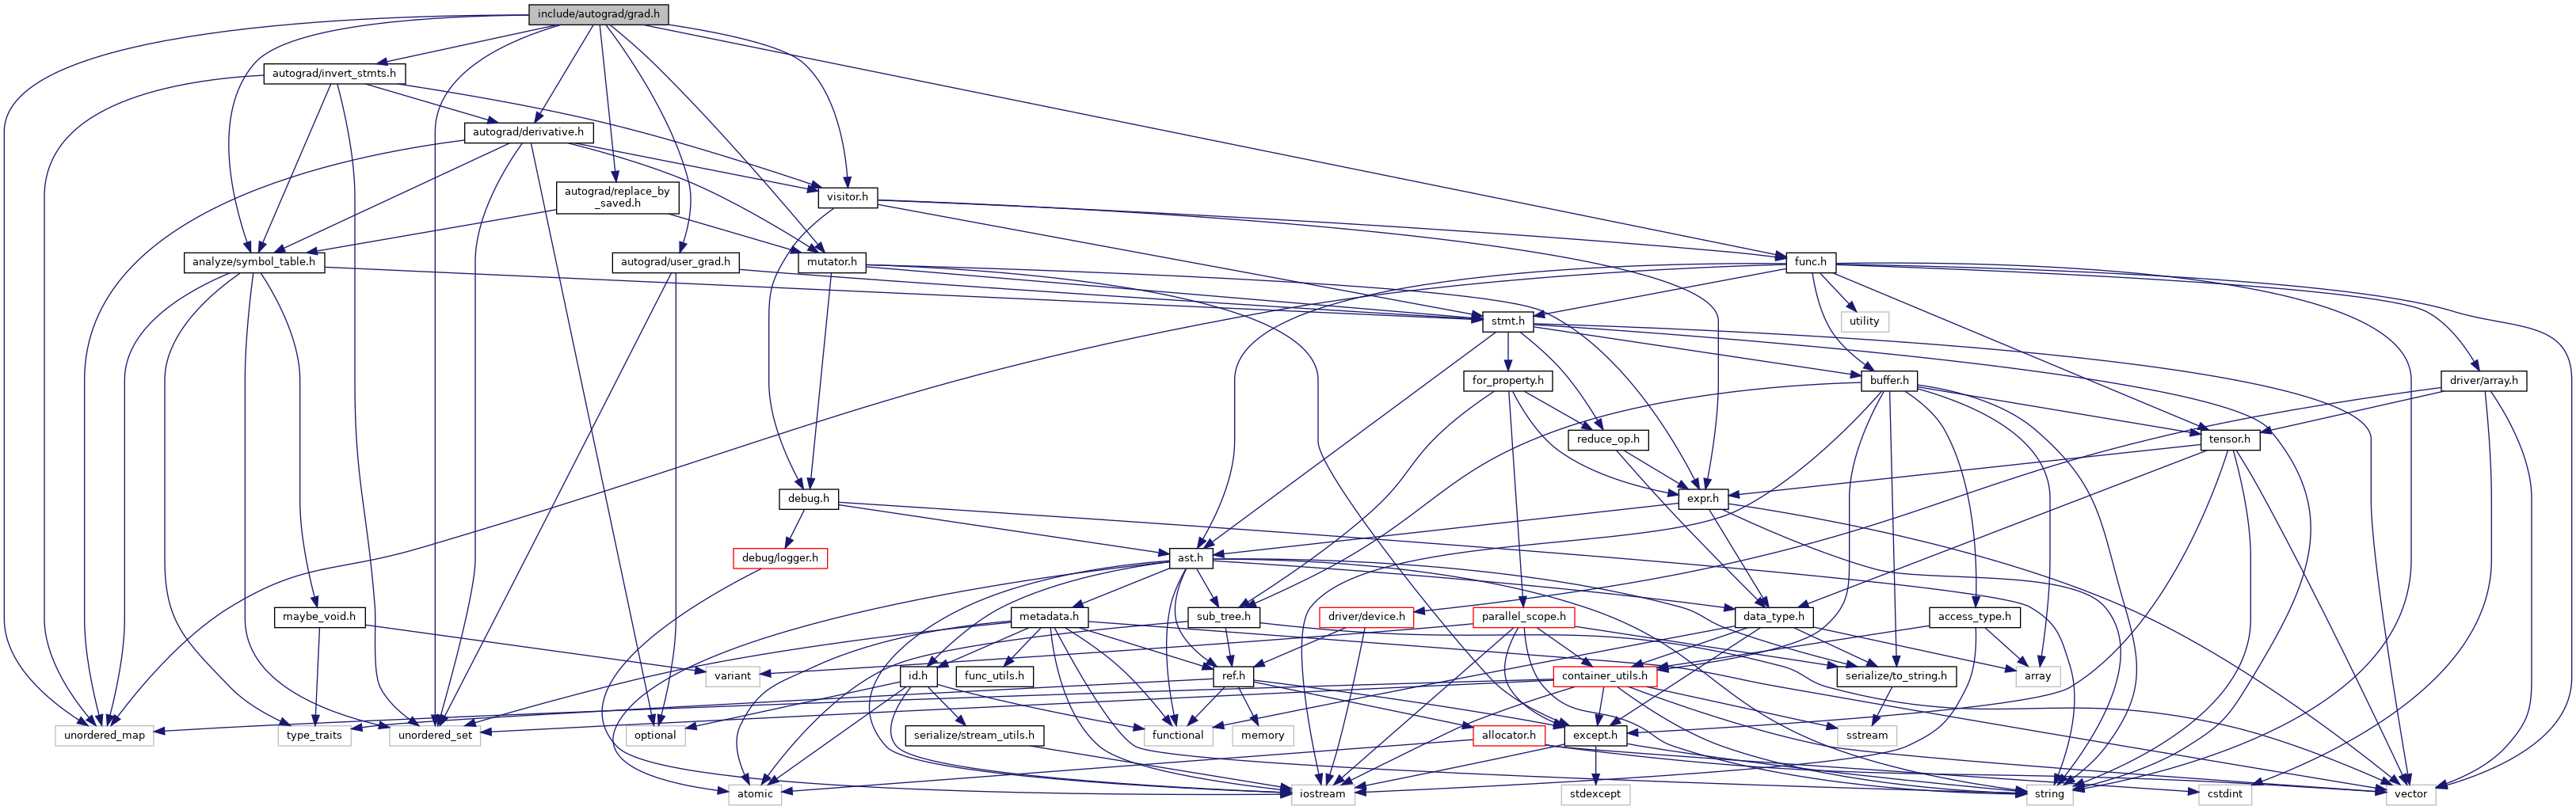 include/autograd/grad.h
autograd/invert_stmts.h
autograd/derivative.h
autograd/replace_by
_saved.h
visitor.h
analyze/symbol_table.h
autograd/user_grad.h
mutator.h
func.h
stmt.h
utility
for_property.h
buffer.h
driver/array.h
reduce_op.h
tensor.h
debug.h
expr.h
debug/logger.h
ast.h
maybe_void.h
metadata.h
sub_tree.h
driver/device.h
parallel_scope.h
data_type.h
access_type.h
variant
id.h
func_utils.h
ref.h
container_utils.h
serialize/to_string.h
array
unordered_map
type_traits
unordered_set
optional
serialize/stream_utils.h
functional
memory
allocator.h
except.h
sstream
atomic
iostream
stdexcept
string
cstdint
vector